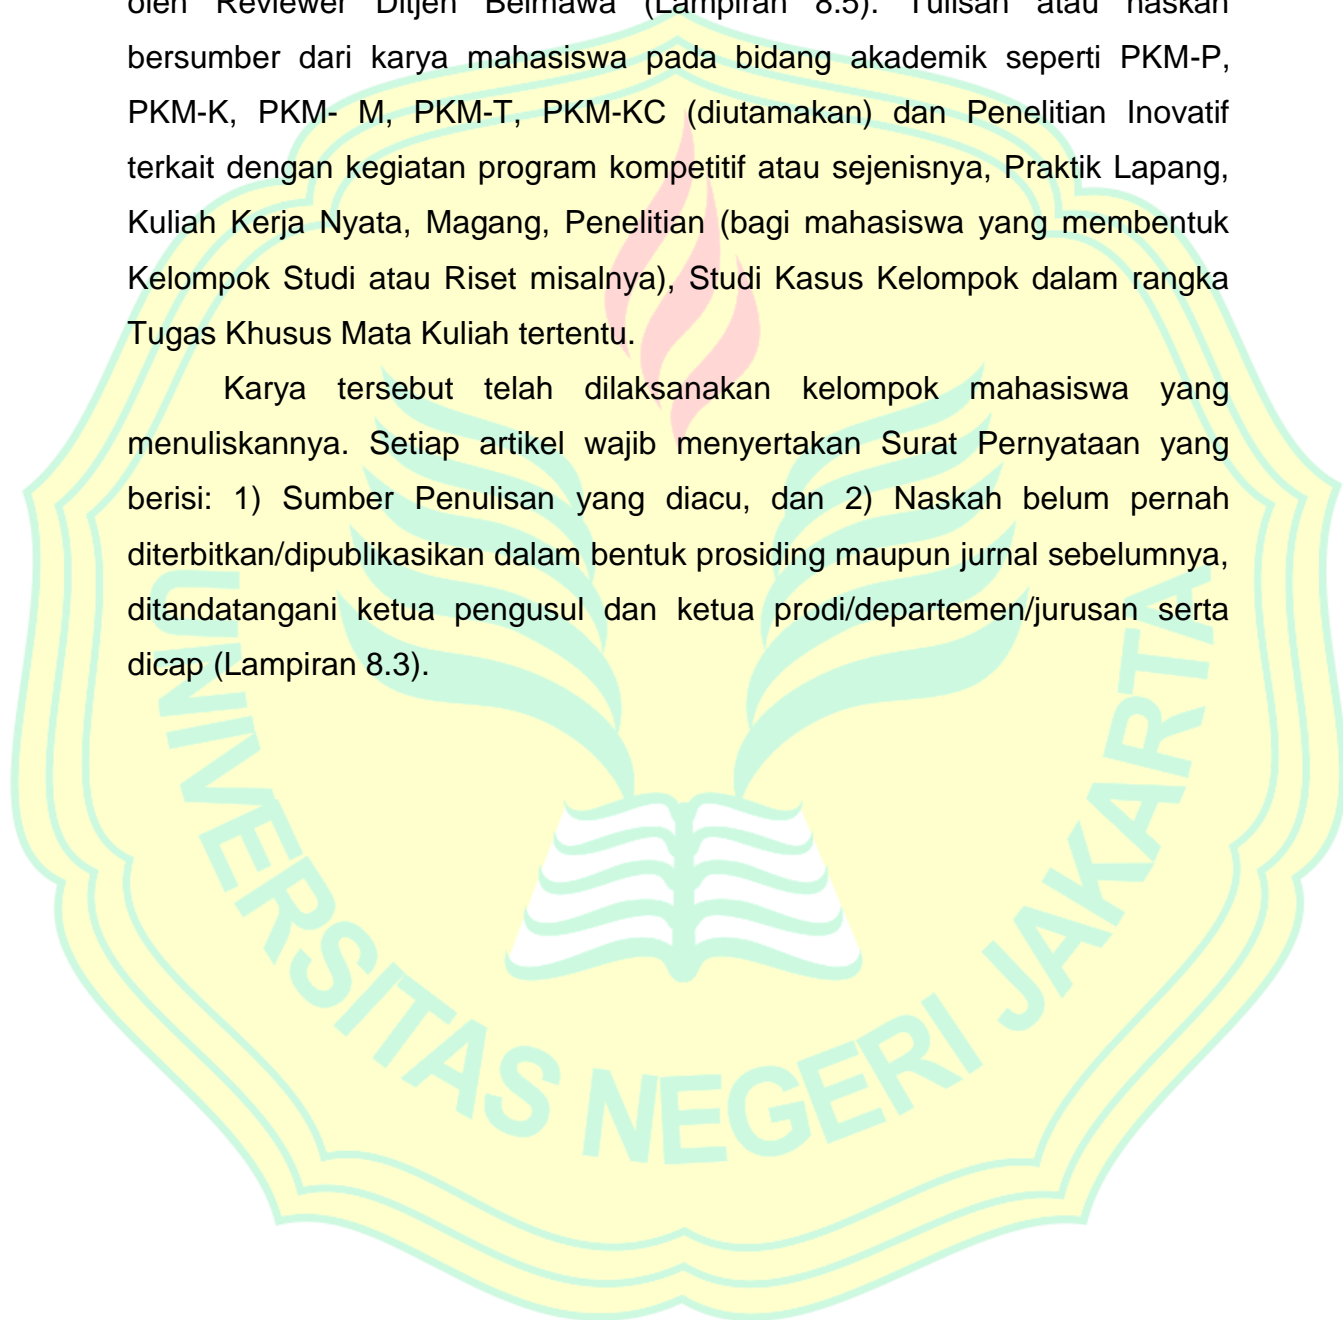 oleh Reviewer Ditjen Belmawa (Lampiran 8.5). Tulisan atau naskah
bersumber dari karya mahasiswa pada bidang akademik seperti PKM-P,
PKM-K, PKM- M, PKM-T, PKM-KC (diutamakan) dan Penelitian Inovatif
terkait dengan kegiatan program kompetitif atau sejenisnya, Praktik Lapang,
Kuliah Kerja Nyata, Magang, Penelitian (bagi mahasiswa yang membentuk
Kelompok Studi atau Riset misalnya), Studi Kasus Kelompok dalam rangka
Tugas Khusus Mata Kuliah tertentu.
Karya tersebut telah dilaksanakan kelompok mahasiswa yang
menuliskannya. Setiap artikel wajib menyertakan Surat Pernyataan yang
berisi: 1) Sumber Penulisan yang diacu, dan 2) Naskah belum pernah
diterbitkan/dipublikasikan dalam bentuk prosiding maupun jurnal sebelumnya,
ditandatangani ketua pengusul dan ketua prodi/departemen/jurusan serta
dicap (Lampiran 8.3).
UNIVERSITAS NEGERI JAKARTA